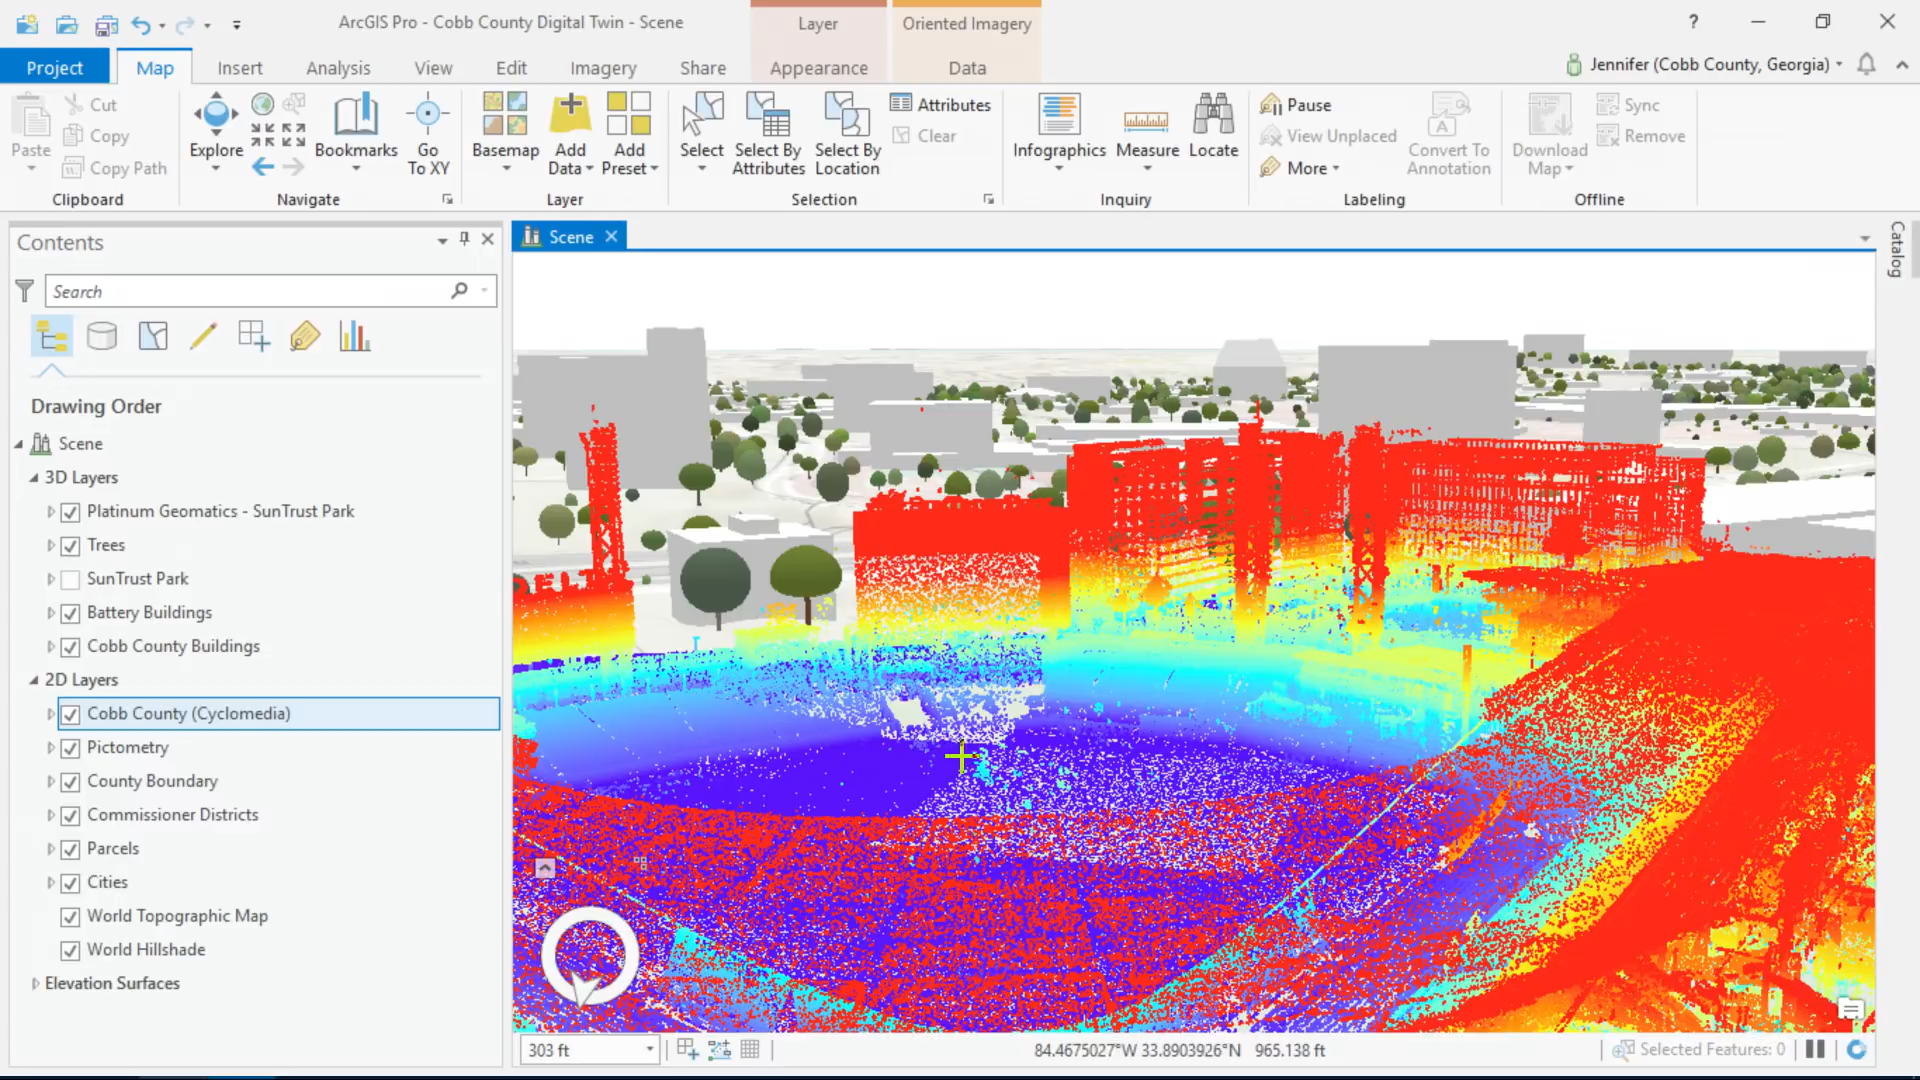 ArcGIS Pro - Cobb County Digital Twin - Scene
Layer
Oriented Imagery
?
Project
Map
Insert
Analysis
View
Edit
Imagery
Share
Appearance
Data
Jennifer (Cobb County, Georgia)
Paste
Cut
Copy
Copy Path
Clipboard
Explore
Bookmarks
Go To XY
Navigate
Basemap
Add Data
Add Preset
Layer
Select
Select By Attributes
Select By Location
Attributes
Clear
Selection
Infographics
Measure
Locate
Inquiry
Pause
View Unplaced
More
Convert To Annotation
Labeling
Download Map
Sync
Remove
Offline
Contents
Search
Drawing Order
Scene
3D Layers
Platinum Geomatics - SunTrust Park
Trees
SunTrust Park
Battery Buildings
Cobb County Buildings
2D Layers
Cobb County (Cyclomedia)
Pictometry
County Boundary
Commissioner Districts
Parcels
Cities
World Topographic Map
World Hillshade
Elevation Surfaces
Scene
Catalog
303 ft
84.4675027°W 33.8903926°N 965.138 ft
Selected Features: 0